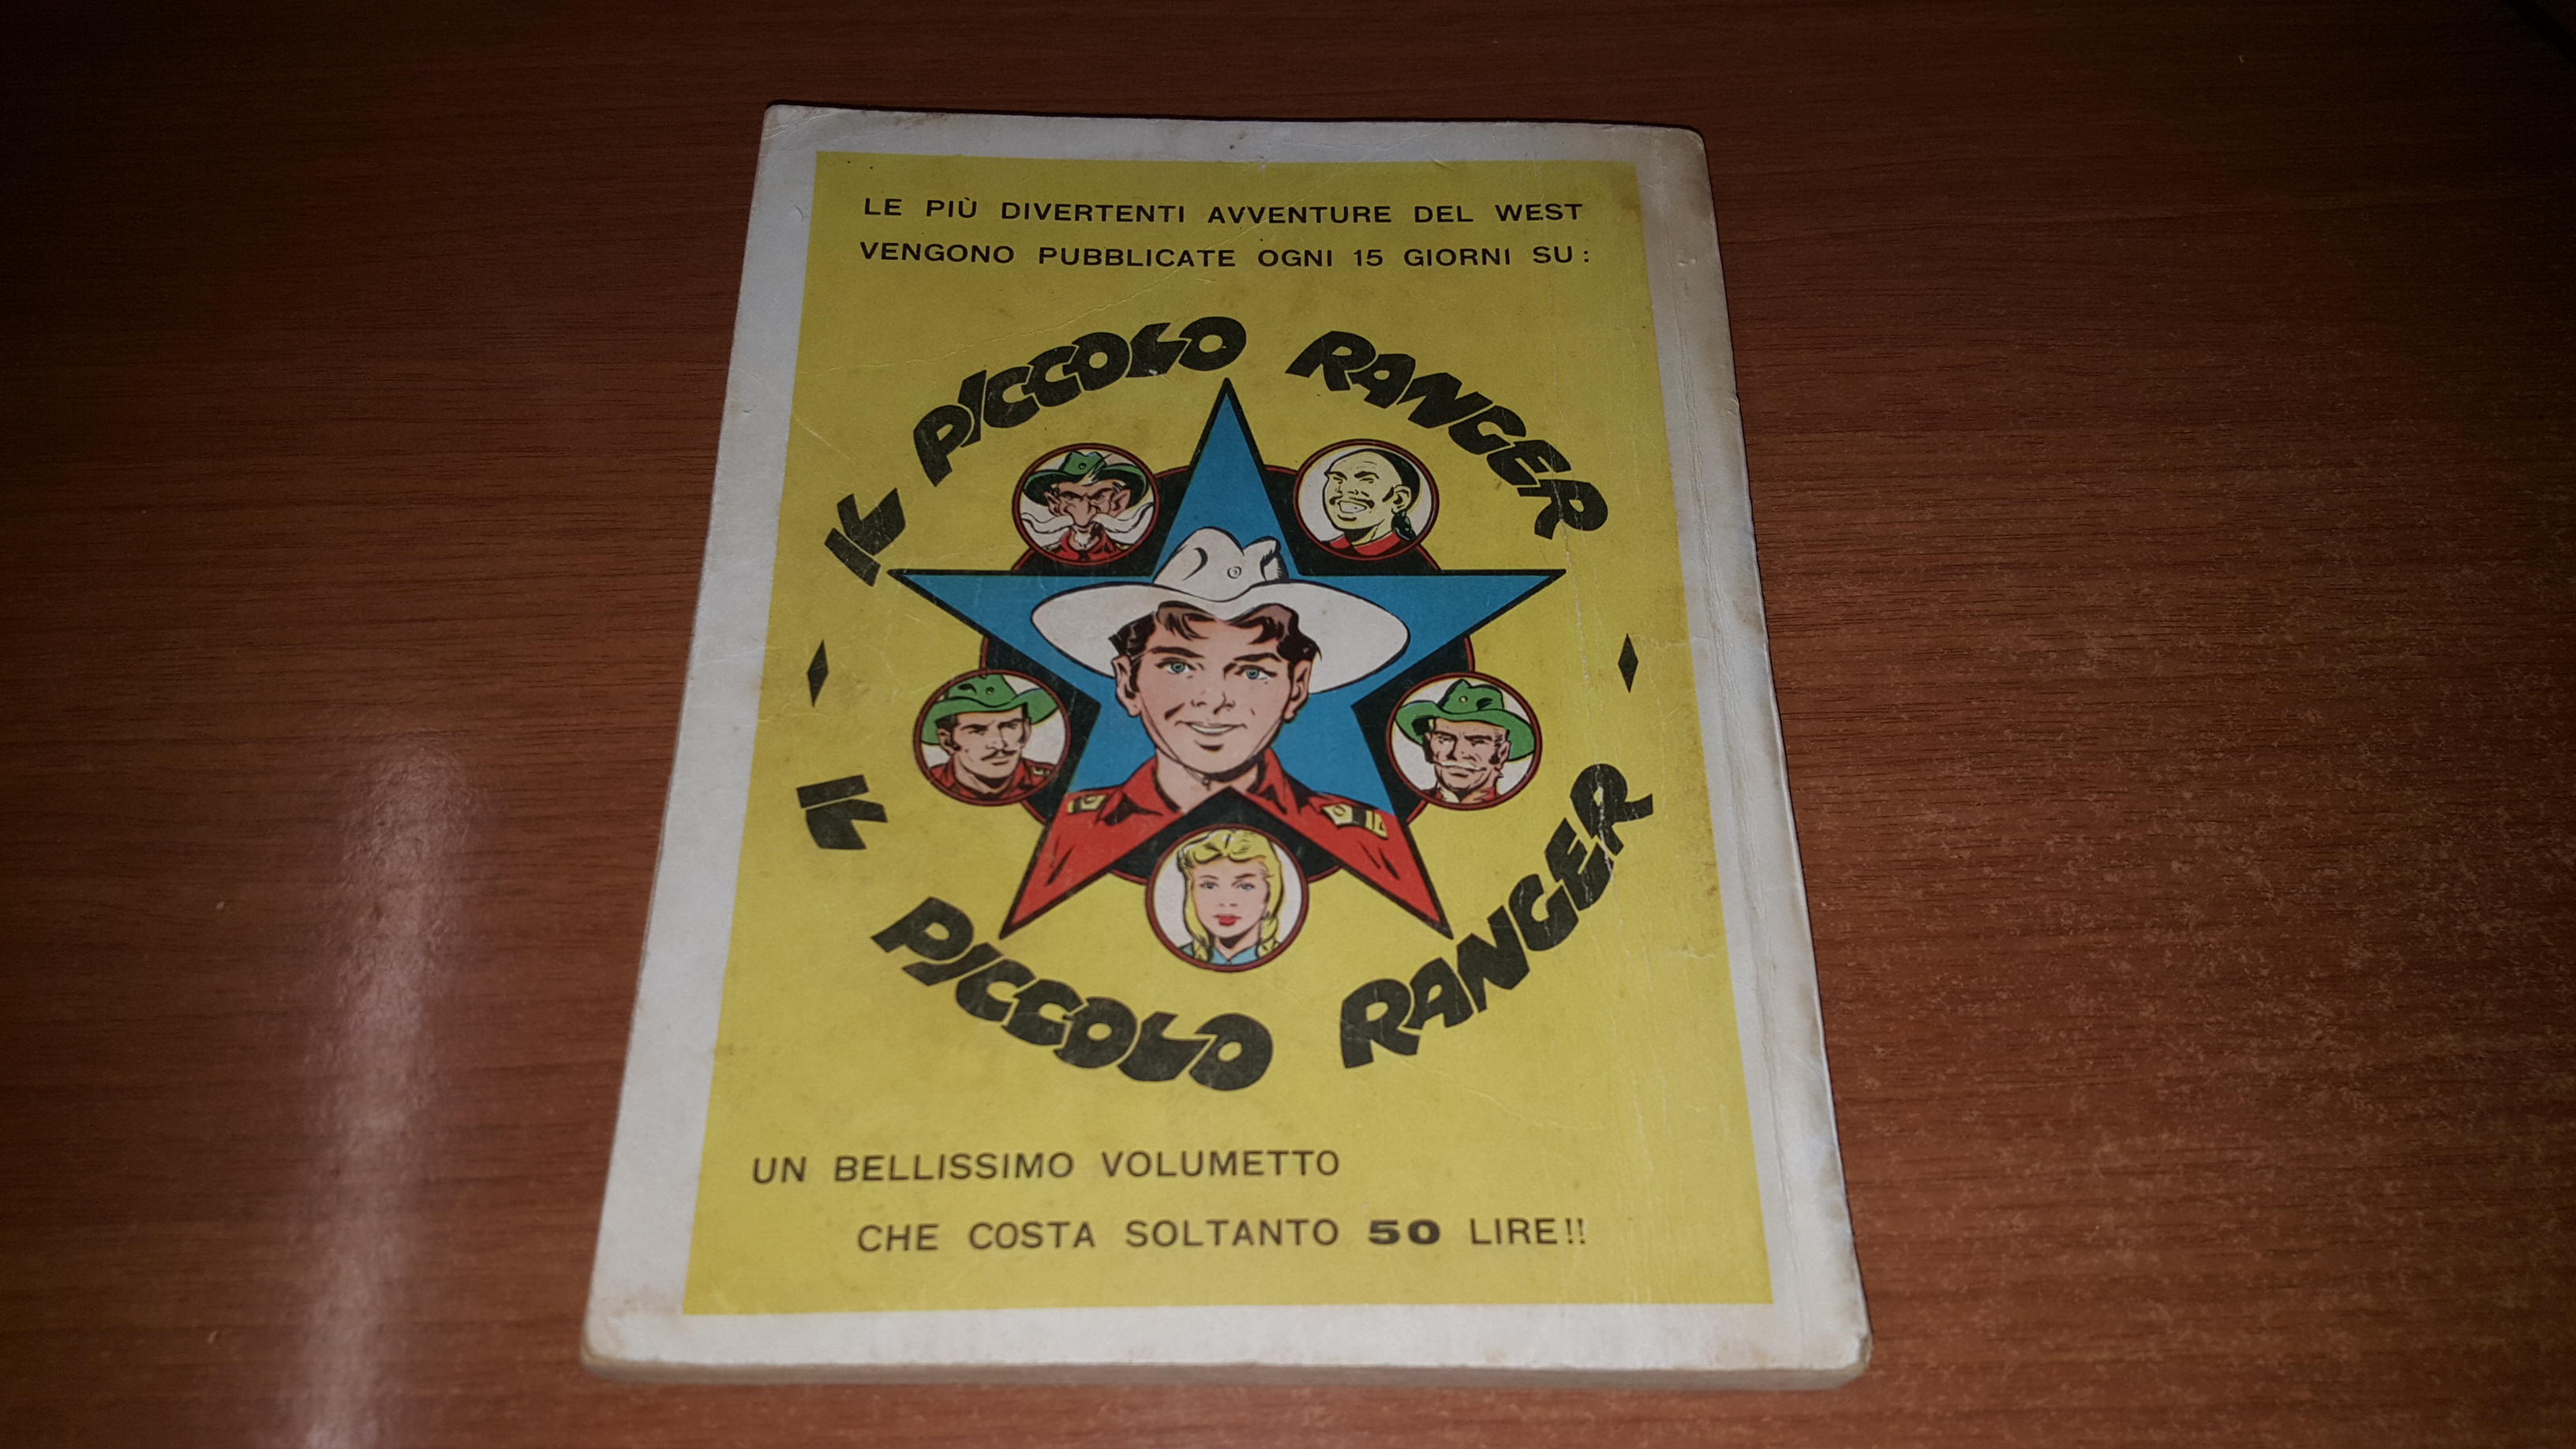 LE PIÙ DIVERTENTI AVVENTURE DEL WEST
VENGONO PUBBLICATE OGNI 15 GIORNI SU:
IL PICCOLO RANGER
IL PICCOLO RANGER
UN BELLISSIMO VOLUMETTO
CHE COSTA SOLTANTO 50 LIRE!!